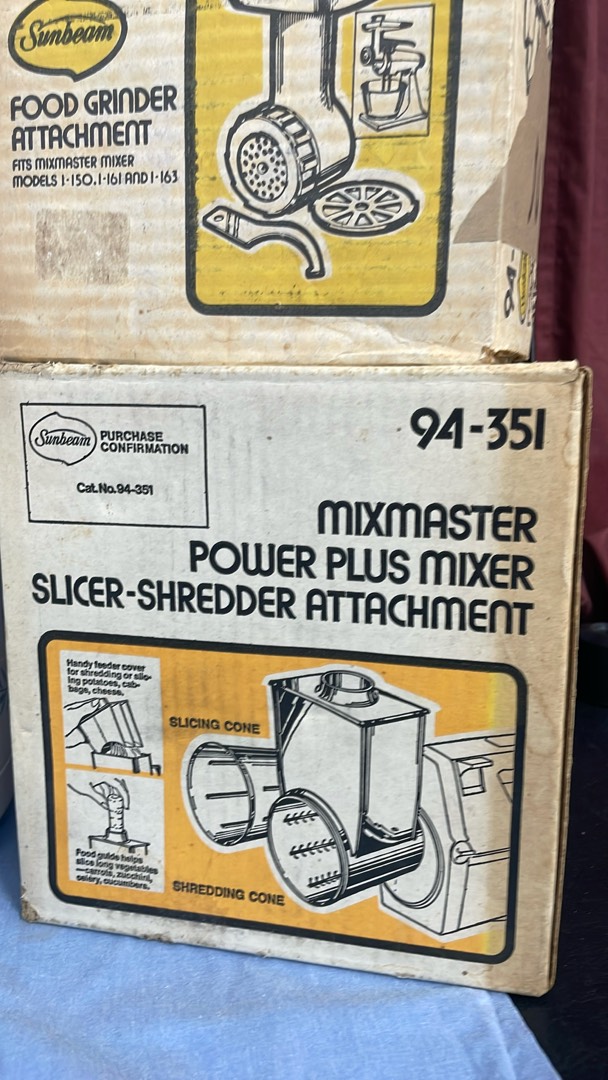 Sunbeam
FOOD GRINDER
ATTACHMENT
FITS MIXMASTER MIXER
MODELS 1-150, 1-161 AND 1-163
94-
Sunbeam
PURCHASE
CONFIRMATION
Cat. No. 94-351
94-351
MIXMASTER
POWER PLUS MIXER
SLICER-SHREDDER ATTACHMENT
Handy feeder cover
for shredding or slic-
ing potatoes, cab-
bage, cheese.
SLICING CONE
Food guide helps
slice long vegetables
—carrots, zucchini,
celery, cucumbers.
SHREDDING CONE